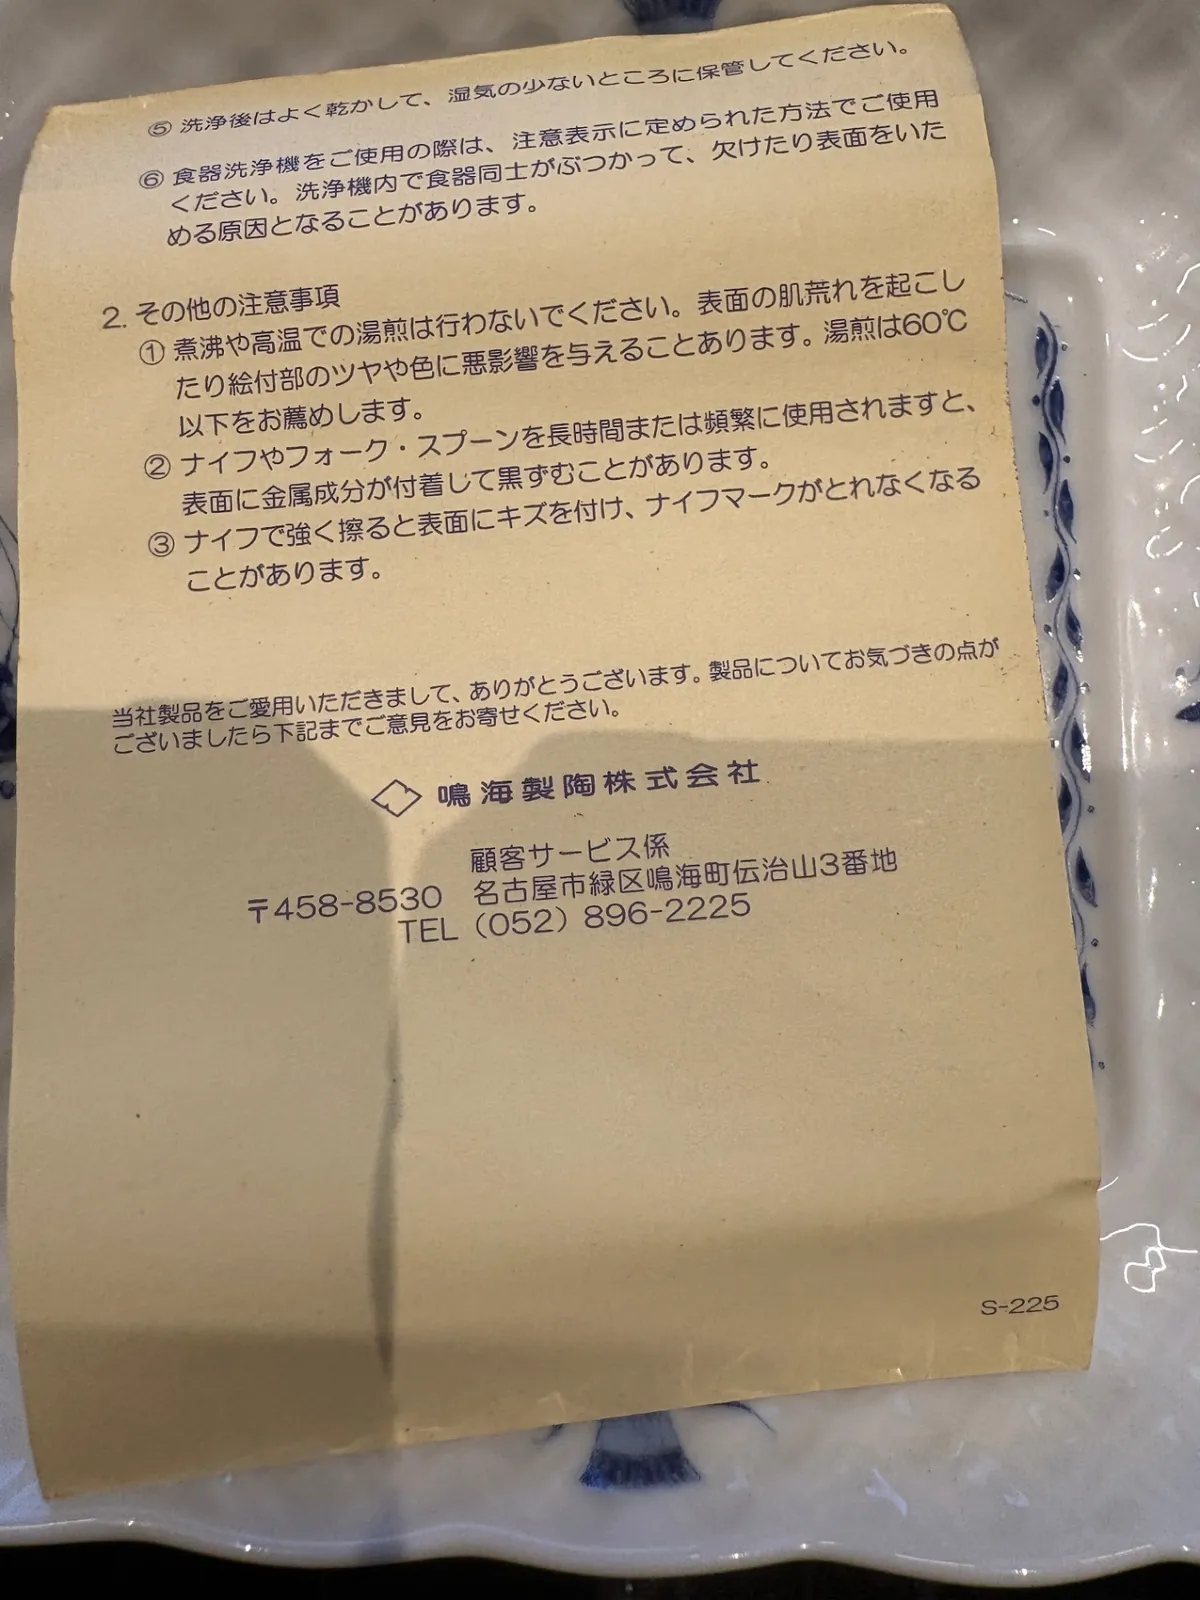 ⑤ 洗浄後はよく乾かして、湿気の少ないところに保管してください。
⑥ 食器洗浄機をご使用の際は、注意表示に定められた方法でご使用
ください。洗浄機内で食器同士がぶつかって、欠けたり表面をいた
める原因となることがあります。
2. その他の注意事項
① 煮沸や高温での湯煎は行わないでください。表面の肌荒れを起こし
たり絵付部のツヤや色に悪影響を与えることあります。湯煎は60℃
以下をお薦めします。
② ナイフやフォーク・スプーンを長時間または頻繁に使用されますと、
表面に金属成分が付着して黒ずむことがあります。
③ ナイフで強く擦ると表面にキズを付け、ナイフマークがとれなくなる
ことがあります。
当社製品をご愛用いただきまして、ありがとうございます。製品についてお気づきの点が
ございましたら下記までご意見をお寄せください。
鳴海製陶株式会社
顧客サービス係
〒458-8530 名古屋市緑区鳴海町伝治山3番地
TEL（052）896-2225
S-225